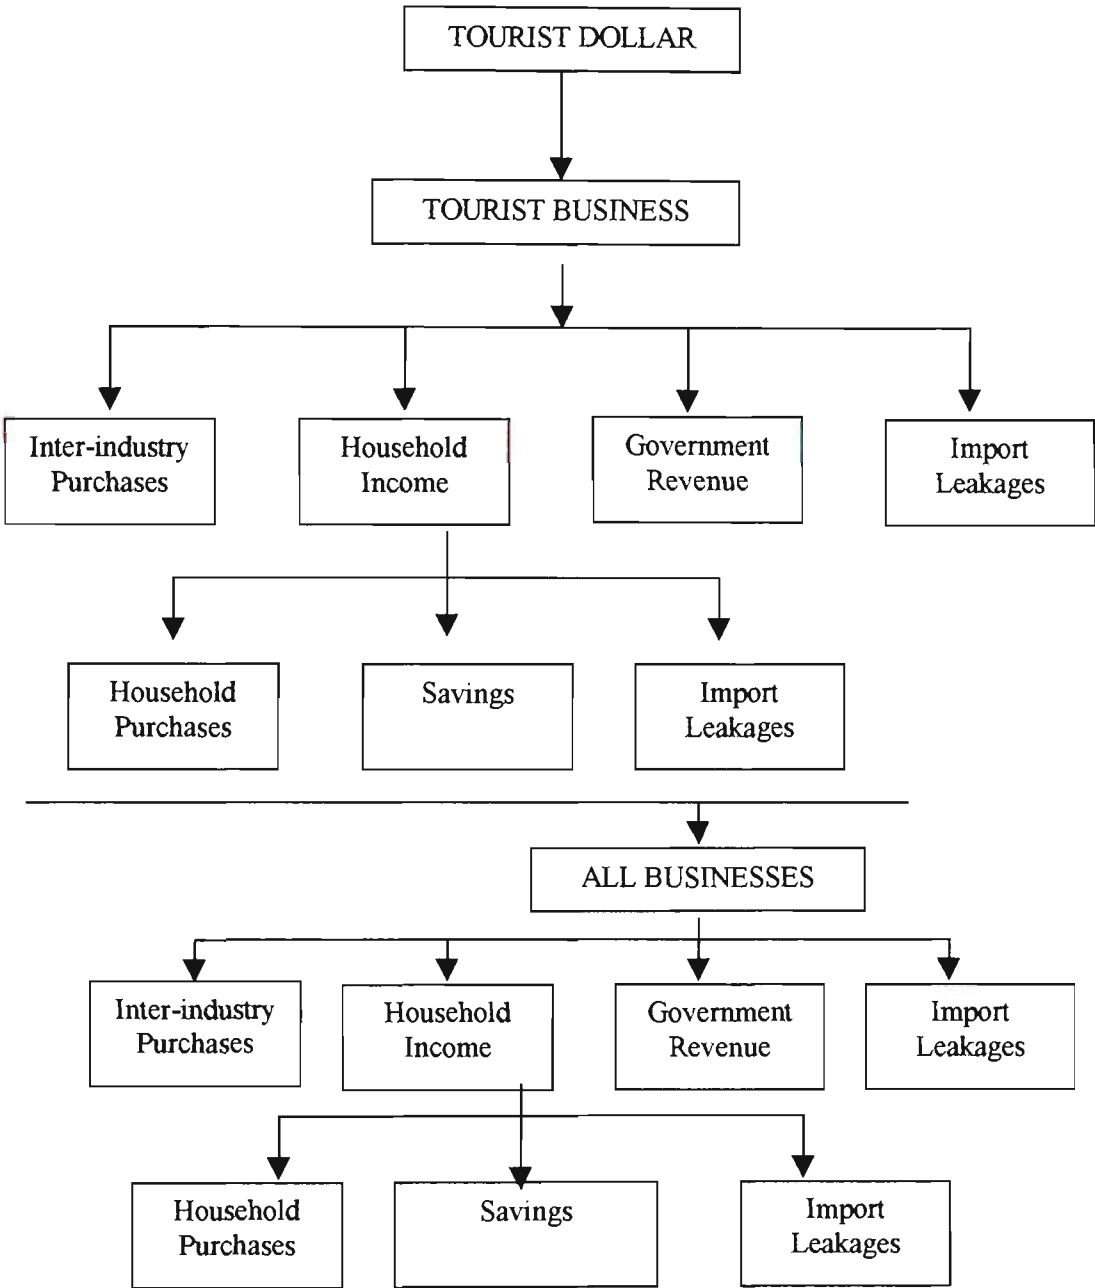 TOURIST DOLLAR
TOURIST BUSINESS
Inter-industry
Purchases
Household
Income
Government
Revenue
Import
Leakages
Household
Purchases
Savings
Import
Leakages
ALL BUSINESSES
Inter-industry
Purchases
Household
Income
Government
Revenue
Import
Leakages
Household
Purchases
Savings
Import
Leakages